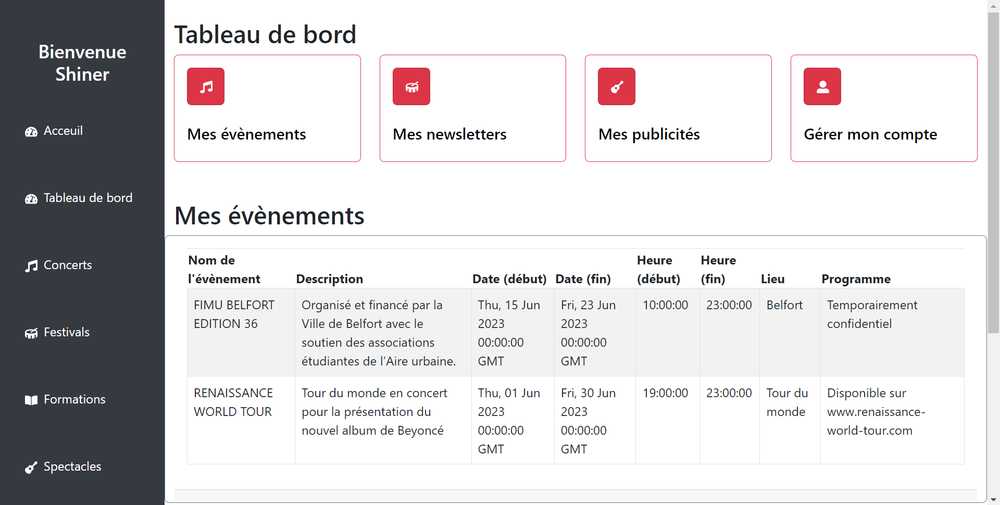 Bienvenue
Shiner
Acceuil
Tableau de bord
Concerts
Festivals
Formations
Spectacles
Tableau de bord
Mes évènements
Mes newsletters
Mes publicités
Gérer mon compte
Mes évènements
Nom de
l'évènement
Description
Date (début)
Date (fin)
Heure
(début)
Heure
(fin)
Lieu
Programme
FIMU BELFORT
EDITION 36
Organisé et financé par la
Ville de Belfort avec le
soutien des associations
étudiantes de l’Aire urbaine.
Thu, 15 Jun
2023
00:00:00
GMT
Fri, 23 Jun
2023
00:00:00
GMT
10:00:00
23:00:00
Belfort
Temporairement
confidentiel
RENAISSANCE
WORLD TOUR
Tour du monde en concert
pour la présentation du
nouvel album de Beyoncé
Thu, 01 Jun
2023
00:00:00
GMT
Fri, 30 Jun
2023
00:00:00
GMT
19:00:00
23:00:00
Tour du
monde
Disponible sur
www.renaissance-
world-tour.com